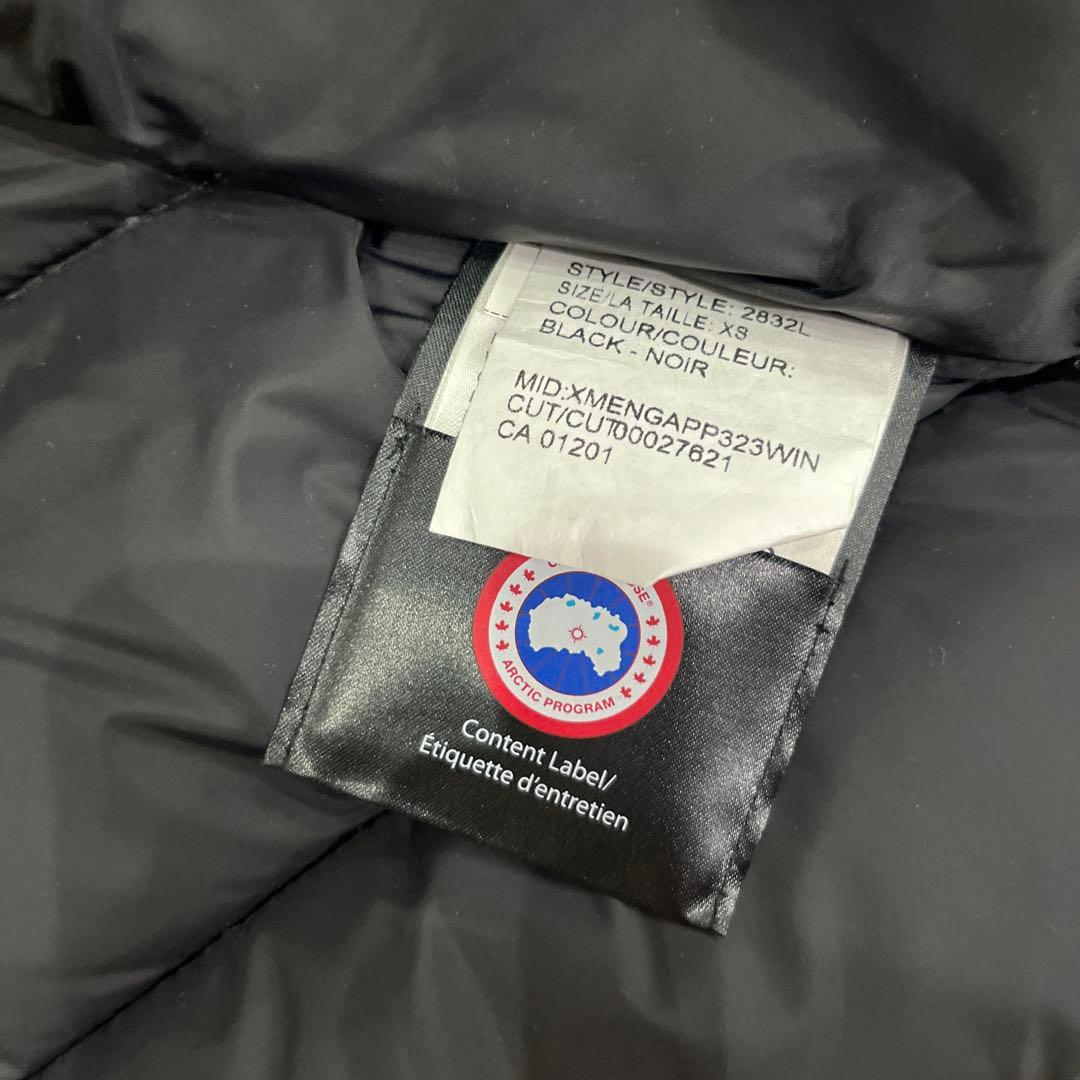 STYLE/STYLE: 2832L
SIZE/LA TAILLE: XS
COLOUR/COULEUR:
BLACK - NOIR
MID:XMENGAPP323WIN
CUT/CUT00027621
CA 01201
ARCTIC PROGRAM
Content Label/
Étiquette d'entretien